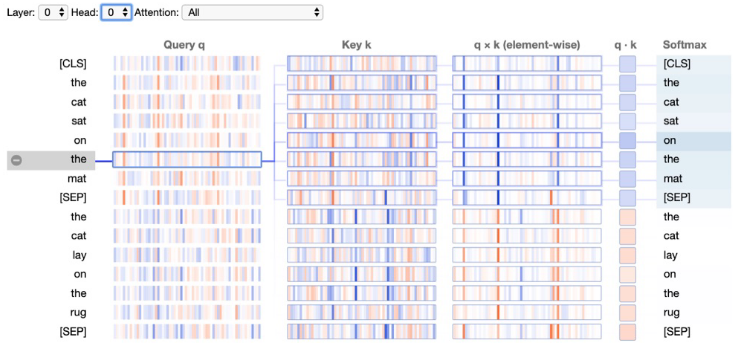 Layer: 0 Head: 0 Attention: All
Query q Key k q × k (element-wise) q · k Softmax
[CLS] [CLS]
the the
cat cat
sat sat
on on
the the
mat mat
[SEP] [SEP]
the the
cat cat
lay lay
on on
the the
rug rug
[SEP] [SEP]